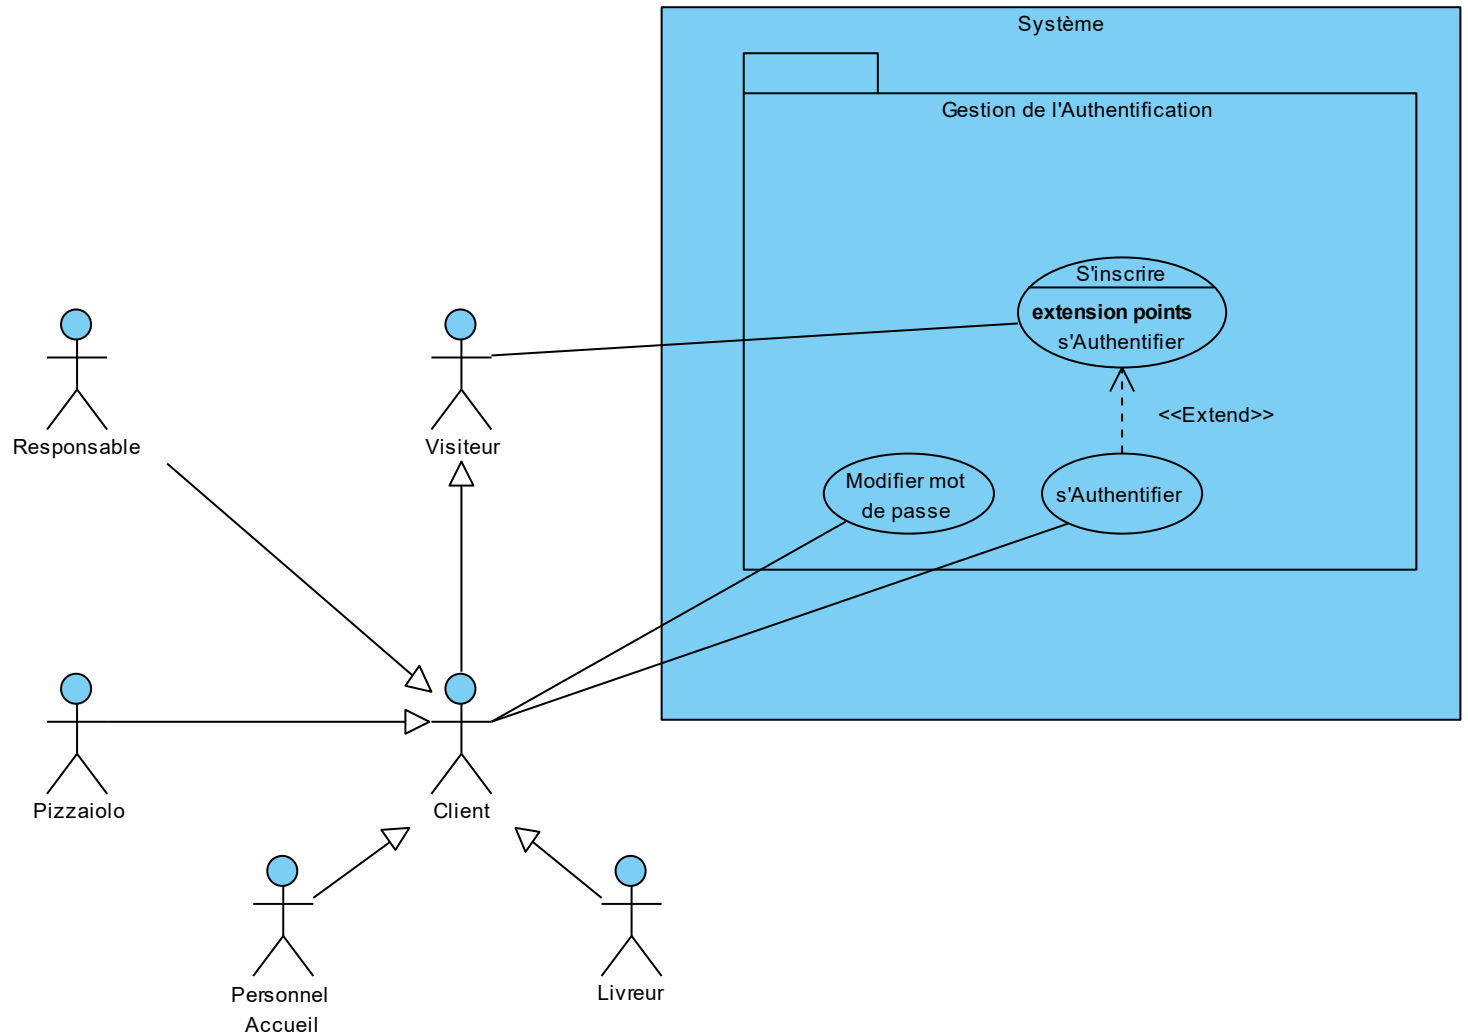 Système
Gestion de l'Authentification
S'inscrire
extension points
s'Authentifier
<<Extend>>
Responsable
Visiteur
Modifier mot
de passe
s'Authentifier
Pizzaiolo
Client
Personnel
Accueil
Livreur